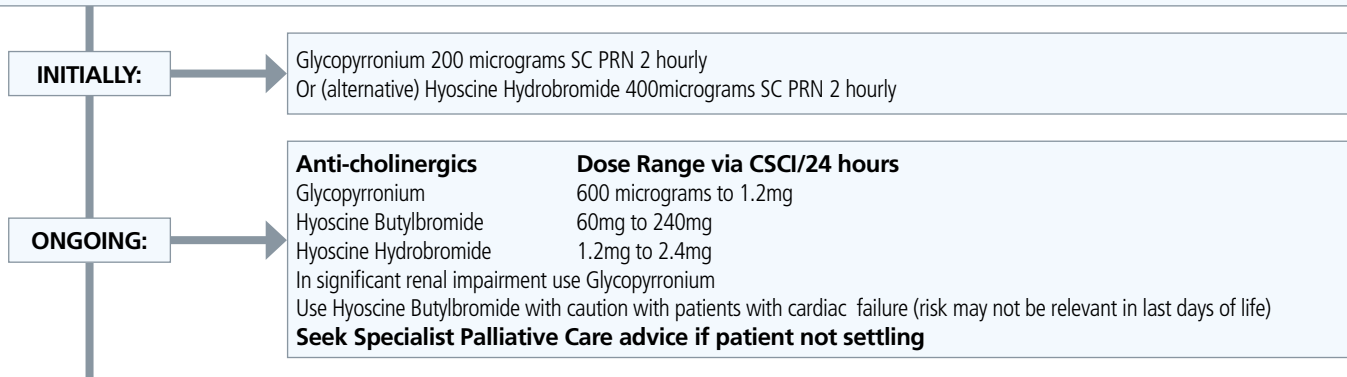 INITIALLY:
Glycopyrronium 200 micrograms SC PRN 2 hourly
Or (alternative) Hyoscine Hydrobromide 400micrograms SC PRN 2 hourly
ONGOING:
Anti-cholinergics Dose Range via CSCI/24 hours
Glycopyrronium 600 micrograms to 1.2mg
Hyoscine Butylbromide 60mg to 240mg
Hyoscine Hydrobromide 1.2mg to 2.4mg
In significant renal impairment use Glycopyrronium
Use Hyoscine Butylbromide with caution with patients with cardiac failure (risk may not be relevant in last days of life)
Seek Specialist Palliative Care advice if patient not settling